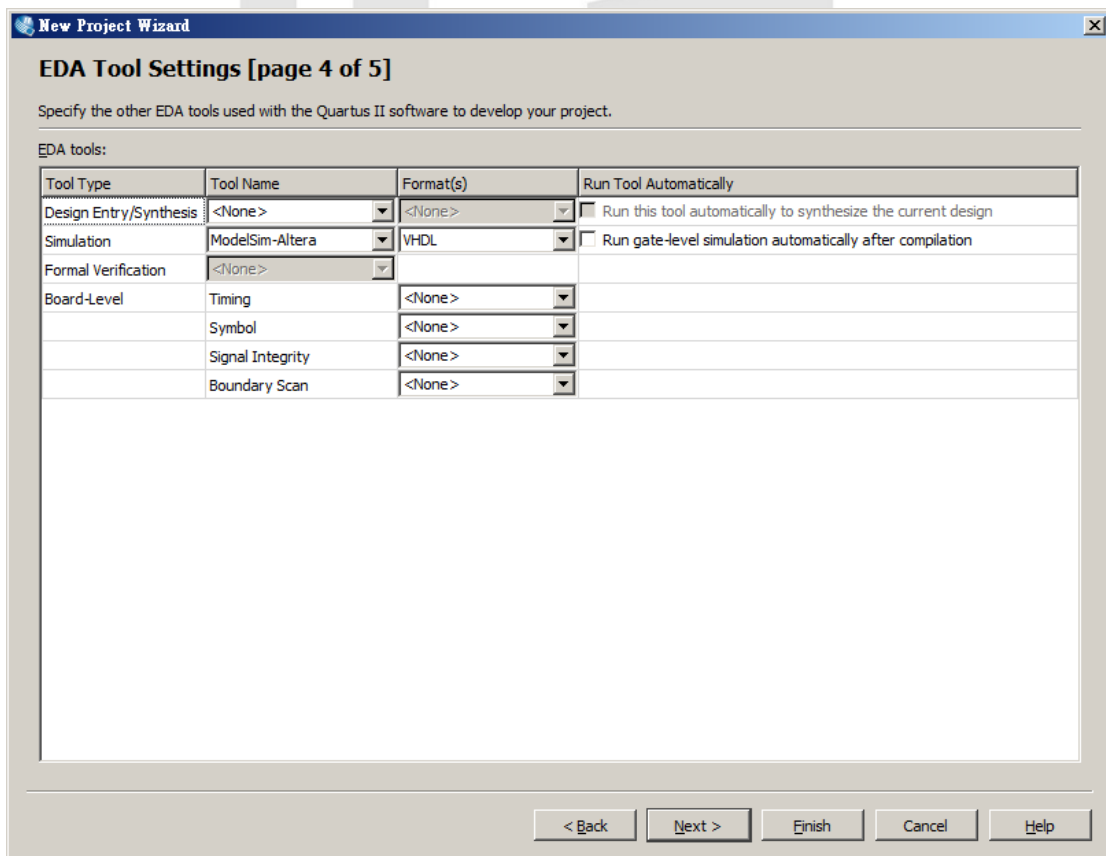 New Project Wizard
EDA Tool Settings [page 4 of 5]
Specify the other EDA tools used with the Quartus II software to develop your project.
EDA tools:
Tool Type Tool Name Format(s) Run Tool Automatically
Design Entry/Synthesis <None> <None> Run this tool automatically to synthesize the current design
Simulation ModelSim-Altera VHDL Run gate-level simulation automatically after compilation
Formal Verification <None>
Board-Level Timing <None>
Symbol <None>
Signal Integrity <None>
Boundary Scan <None>
< Back Next > Finish Cancel Help